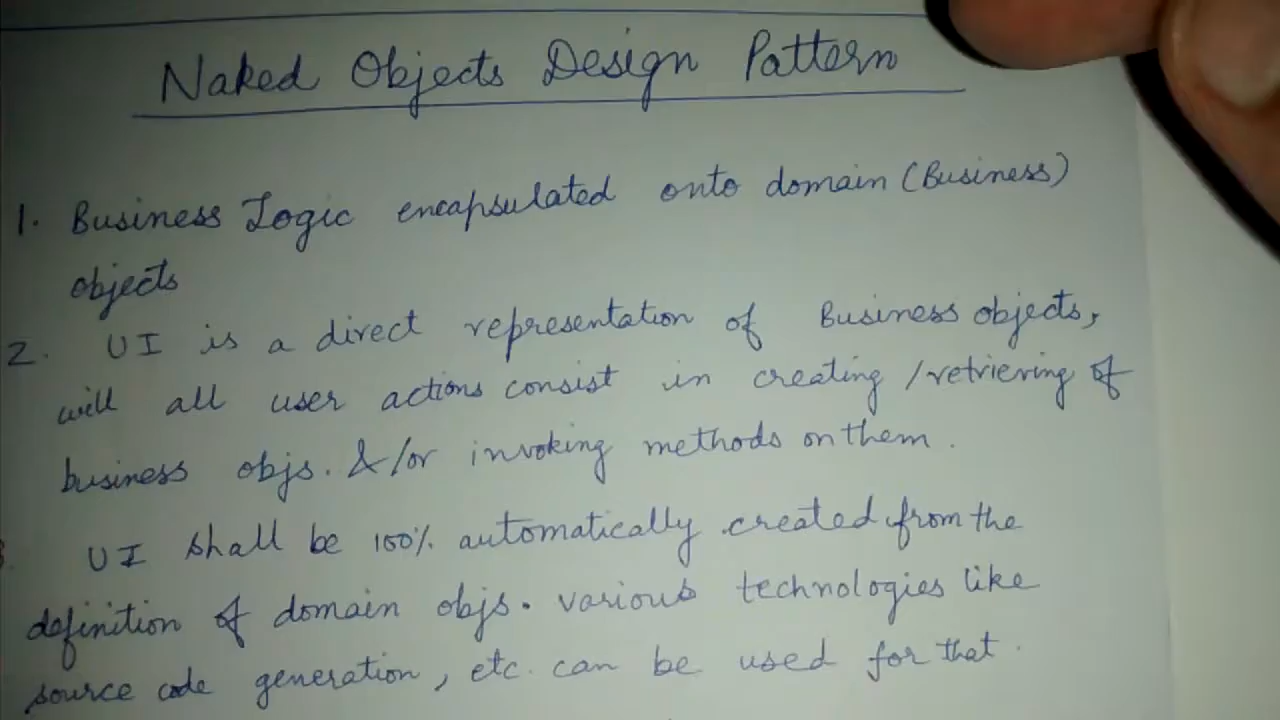 Naked Objects Design Pattern
1. Business Logic encapsulated onto domain (Business)
objects
2. UI is a direct representation of Business objects,
will all user actions consist in creating /retrieving of
business objs. &/or invoking methods on them.
UI shall be 100% automatically created from the
definition of domain objs. various technologies like
source code generation, etc. can be used for that.